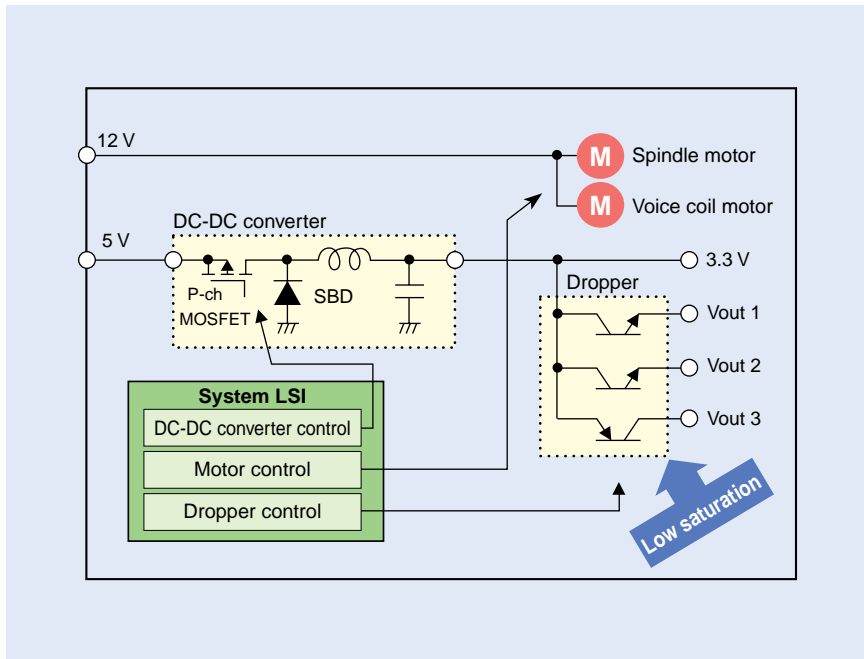 12 V
M
Spindle motor
M
Voice coil motor
DC-DC converter
5 V
3.3 V
P-ch
MOSFET
SBD
Dropper
Vout 1
Vout 2
Vout 3
System LSI
DC-DC converter control
Motor control
Dropper control
Low saturation